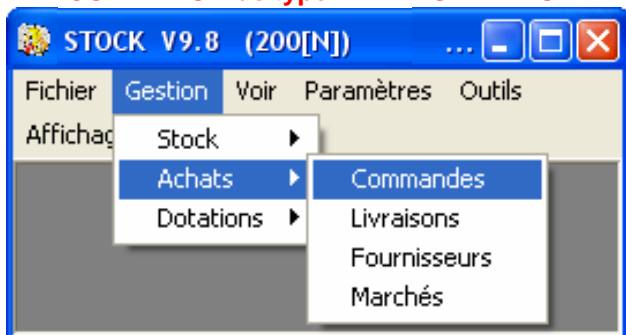 STOCK V9.8 (200[N]) ...
Fichier Gestion Voir Paramètres Outils
Stock
Achats Commandes
Dotations Livraisons
Fournisseurs
Marchés